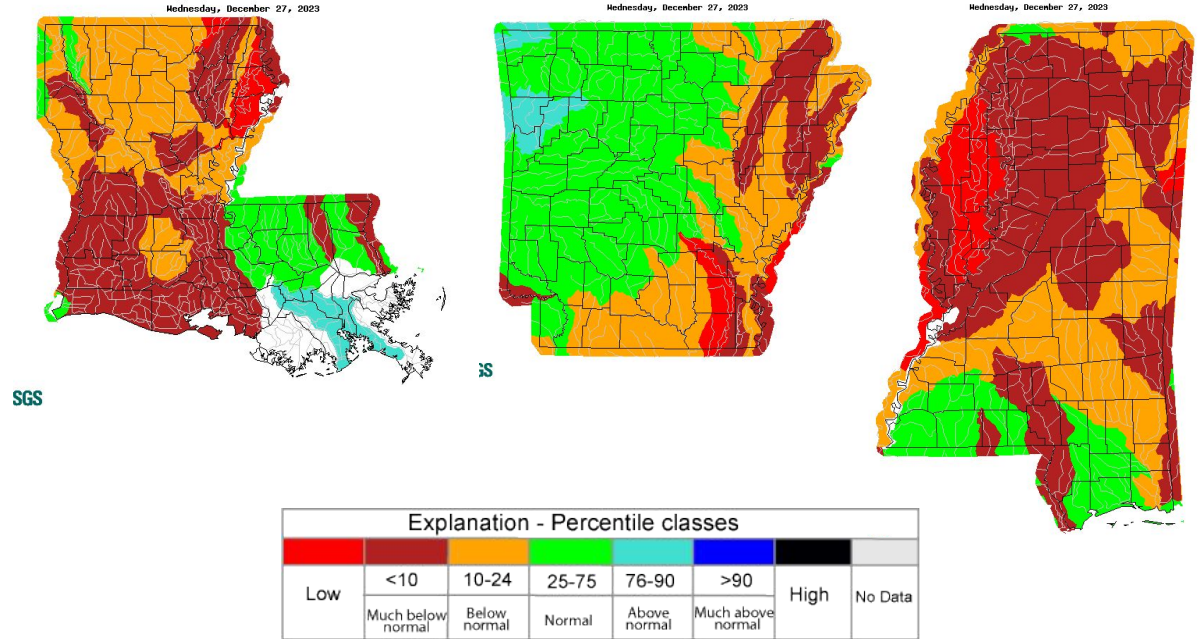 Wednesday, December 27, 2023
Wednesday, December 27, 2023
Wednesday, December 27, 2023
SGS
SS
Explanation - Percentile classes
Low
<10
10-24
25-75
76-90
>90
High
No Data
Much below normal
Below normal
Normal
Above normal
Much above normal